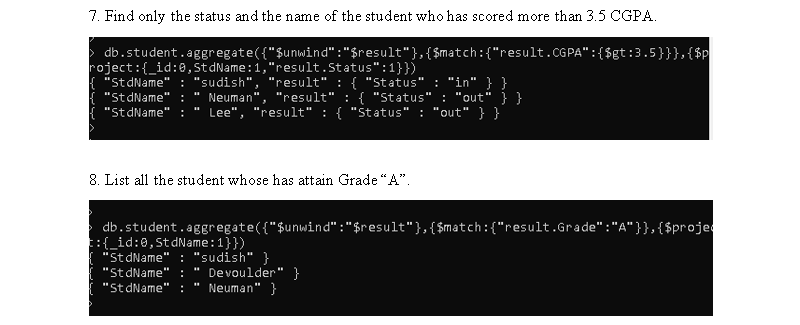 7. Find only the status and the name of the student who has scored more than 3.5 CGPA.
> db.student.aggregate({"$unwind":"$result"},{$match:{"result.CGPA":{$gt:3.5}}},{$p
roject:{_id:0,StdName:1,"result.Status":1}})
{ "StdName" : "sudish", "result" : { "Status" : "in" } }
{ "StdName" : " Neuman", "result" : { "Status" : "out" } }
{ "StdName" : " Lee", "result" : { "Status" : "out" } }
>
8. List all the student whose has attain Grade “A”.
>
> db.student.aggregate({"$unwind":"$result"},{$match:{"result.Grade":"A"}},{$projec
t:{_id:0,StdName:1}})
{ "StdName" : "sudish" }
{ "StdName" : " Devoulder" }
{ "StdName" : " Neuman" }
>